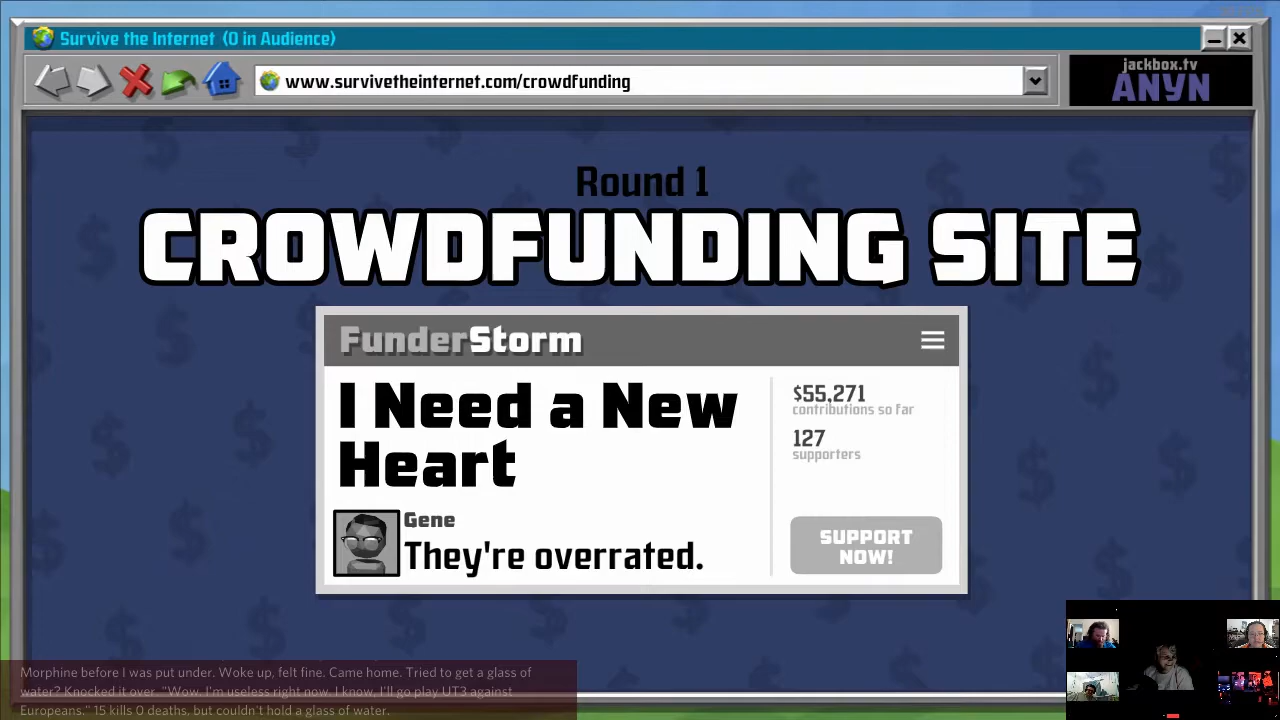 Survive the Internet (0 in Audience)
www.survivetheinternet.com/crowdfunding
jackbox.tv
ANYN
Round 1
CROWDFUNDING SITE
FunderStorm
I Need a New
Heart
Gene
They're overrated.
$55,271
contributions so far
127
supporters
SUPPORT
NOW!
Morphine before I was put under. Woke up, felt fine. Came home. Tried to get a glass of
water? Knocked it over. "Wow. I'm useless right now. I know, I'll go play UT3 against
Europeans." 15 kills 0 deaths, but couldn't hold a glass of water.